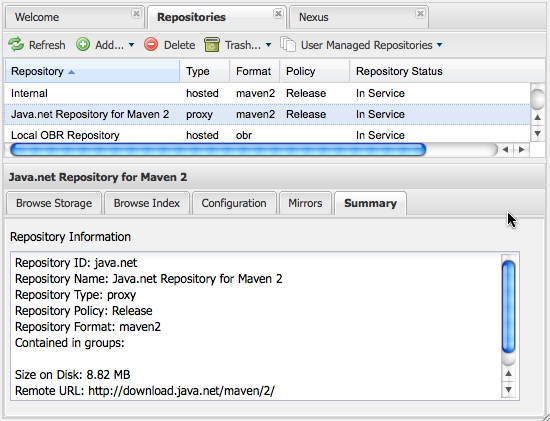 Welcome Repositories Nexus
Refresh Add... Delete Trash... User Managed Repositories
Repository Type Format Policy Repository Status
Internal hosted maven2 Release In Service
Java.net Repository for Maven 2 proxy maven2 Release In Service
Local OBR Repository hosted obr In Service
Java.net Repository for Maven 2
Browse Storage Browse Index Configuration Mirrors Summary
Repository Information
Repository ID: java.net
Repository Name: Java.net Repository for Maven 2
Repository Type: proxy
Repository Policy: Release
Repository Format: maven2
Contained in groups:
Size on Disk: 8.82 MB
Remote URL: http://download.java.net/maven/2/